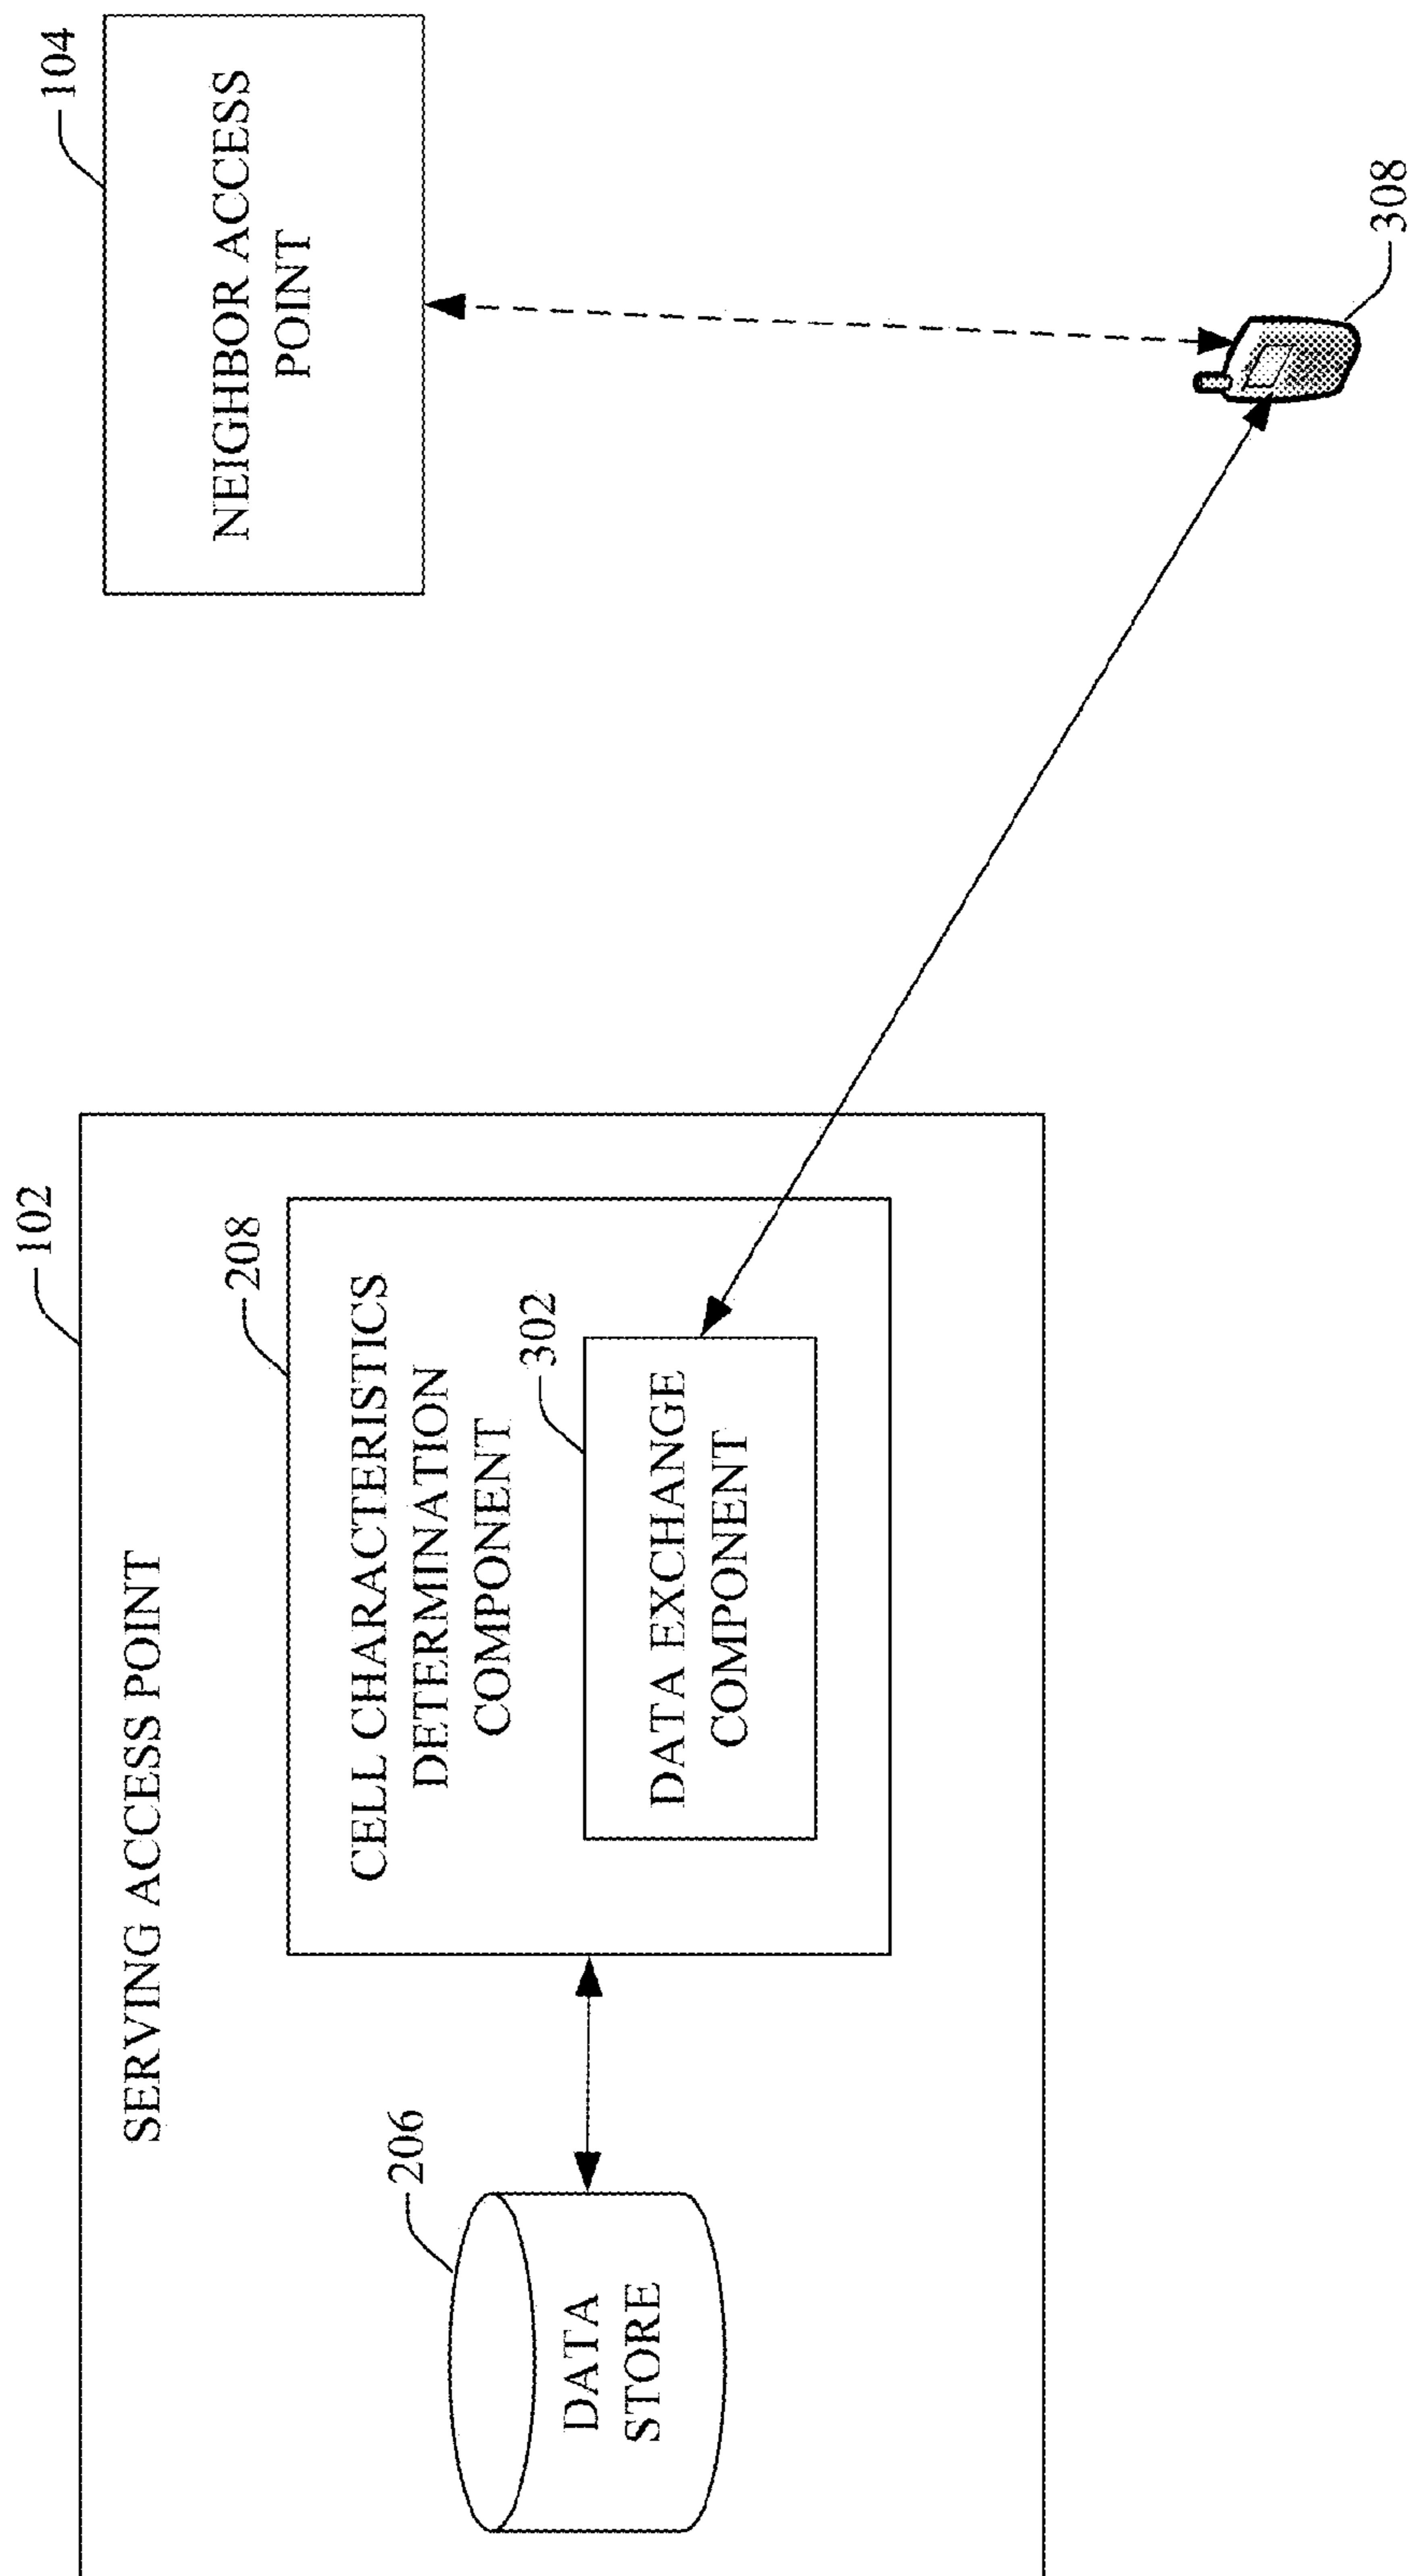 102
SERVING ACCESS POINT
206
DATA
STORE
208
CELL CHARACTERISTICS
DETERMINATION
COMPONENT
302
DATA EXCHANGE
COMPONENT
104
NEIGHBOR ACCESS
POINT
308